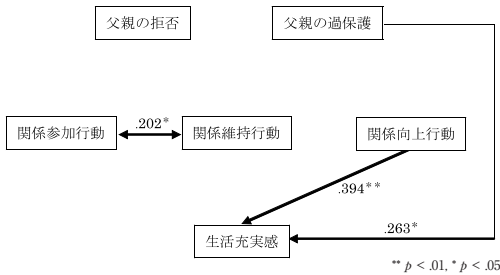 父親の拒否
父親の過保護
関係参加行動
.202*
関係維持行動
関係向上行動
.394**
生活充実感
.263*
** p < .01, * p < .05